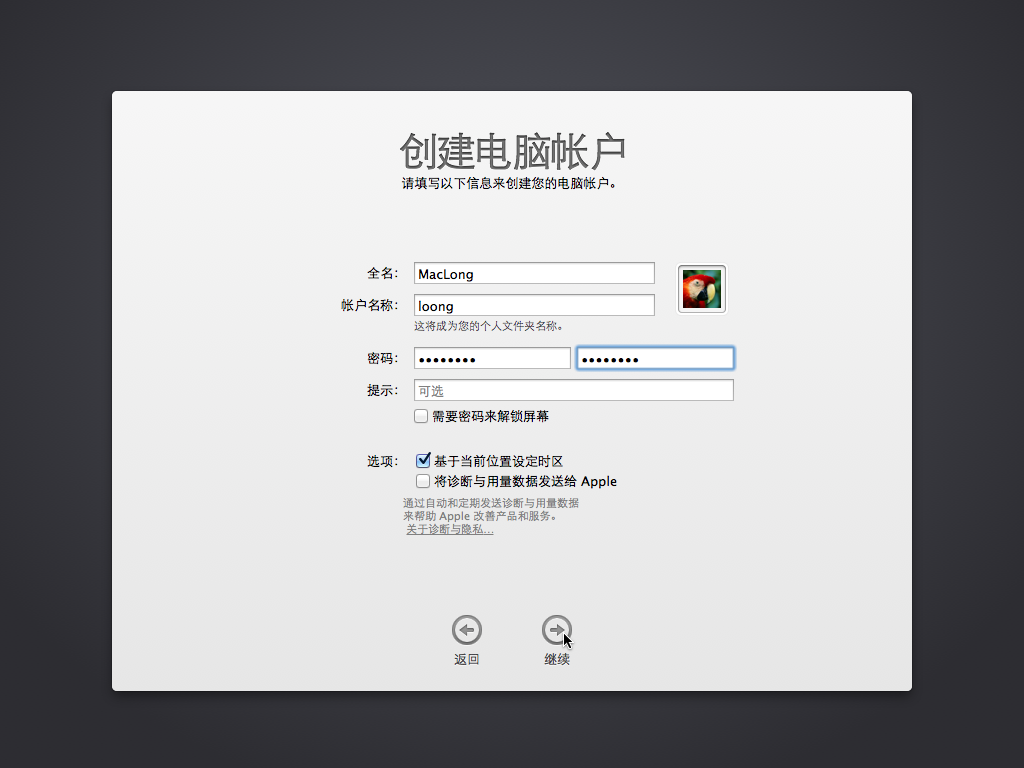 创建电脑帐户
请填写以下信息来创建您的电脑帐户。
全名： MacLong
帐户名称： loong
这将成为您的个人文件夹名称。
密码： •••••••• ••••••••
提示： 可选
需要密码来解锁屏幕
选项： 基于当前位置设定时区
将诊断与用量数据发送给 Apple
通过自动和定期发送诊断与用量数据
来帮助 Apple 改善产品和服务。
关于诊断与隐私...
返回 继续